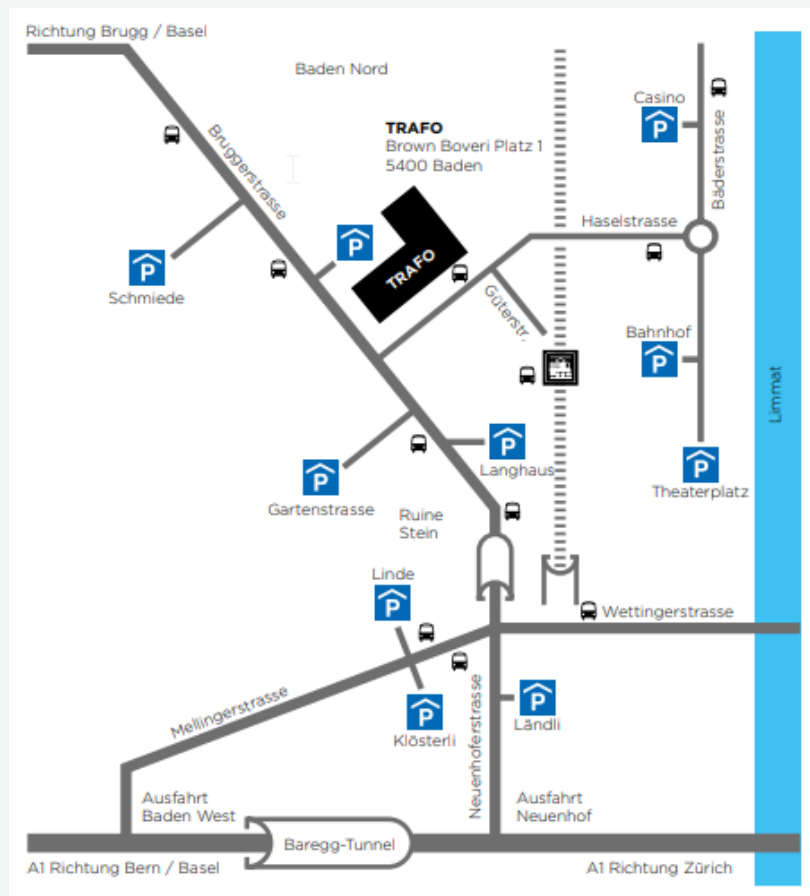 Richtung Brugg / Basel
Baden Nord
Casino
P
TRAFO
Brown Boveri Platz 1
5400 Baden
Bruggerstrasse
Bäderstrasse
Haselstrasse
P
TRAFO
P
Schmiede
Güterstr.
Bahnhof
P
Limmat
P
Langhaus
P
Gartenstrasse
P
Theaterplatz
Ruine
Stein
Linde
P
Wettingerstrasse
Mellingerstrasse
P
Klösterli
Neuenhoferstrasse
P
Ländli
Ausfahrt
Baden West
Ausfahrt
Neuenhof
Baregg-Tunnel
A1 Richtung Bern / Basel
A1 Richtung Zürich